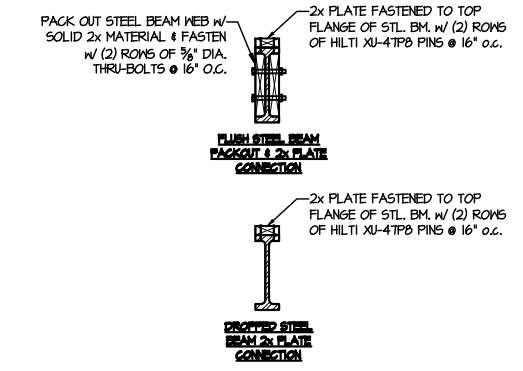 PACK OUT STEEL BEAM WEB w/
SOLID 2x MATERIAL & FASTEN
w/ (2) ROWS OF 5/8" DIA.
THRU-BOLTS @ 16" O.C.
2x PLATE FASTENED TO TOP
FLANGE OF STL. BM. w/ (2) ROWS
OF HILTI XU-47P8 PINS @ 16" o.c.
FLUSH STEEL BEAM
PACKOUT & 2x PLATE
CONNECTION
2x PLATE FASTENED TO TOP
FLANGE OF STL. BM. w/ (2) ROWS
OF HILTI XU-47P8 PINS @ 16" o.c.
DROPPED STEEL
BEAM 2x PLATE
CONNECTION